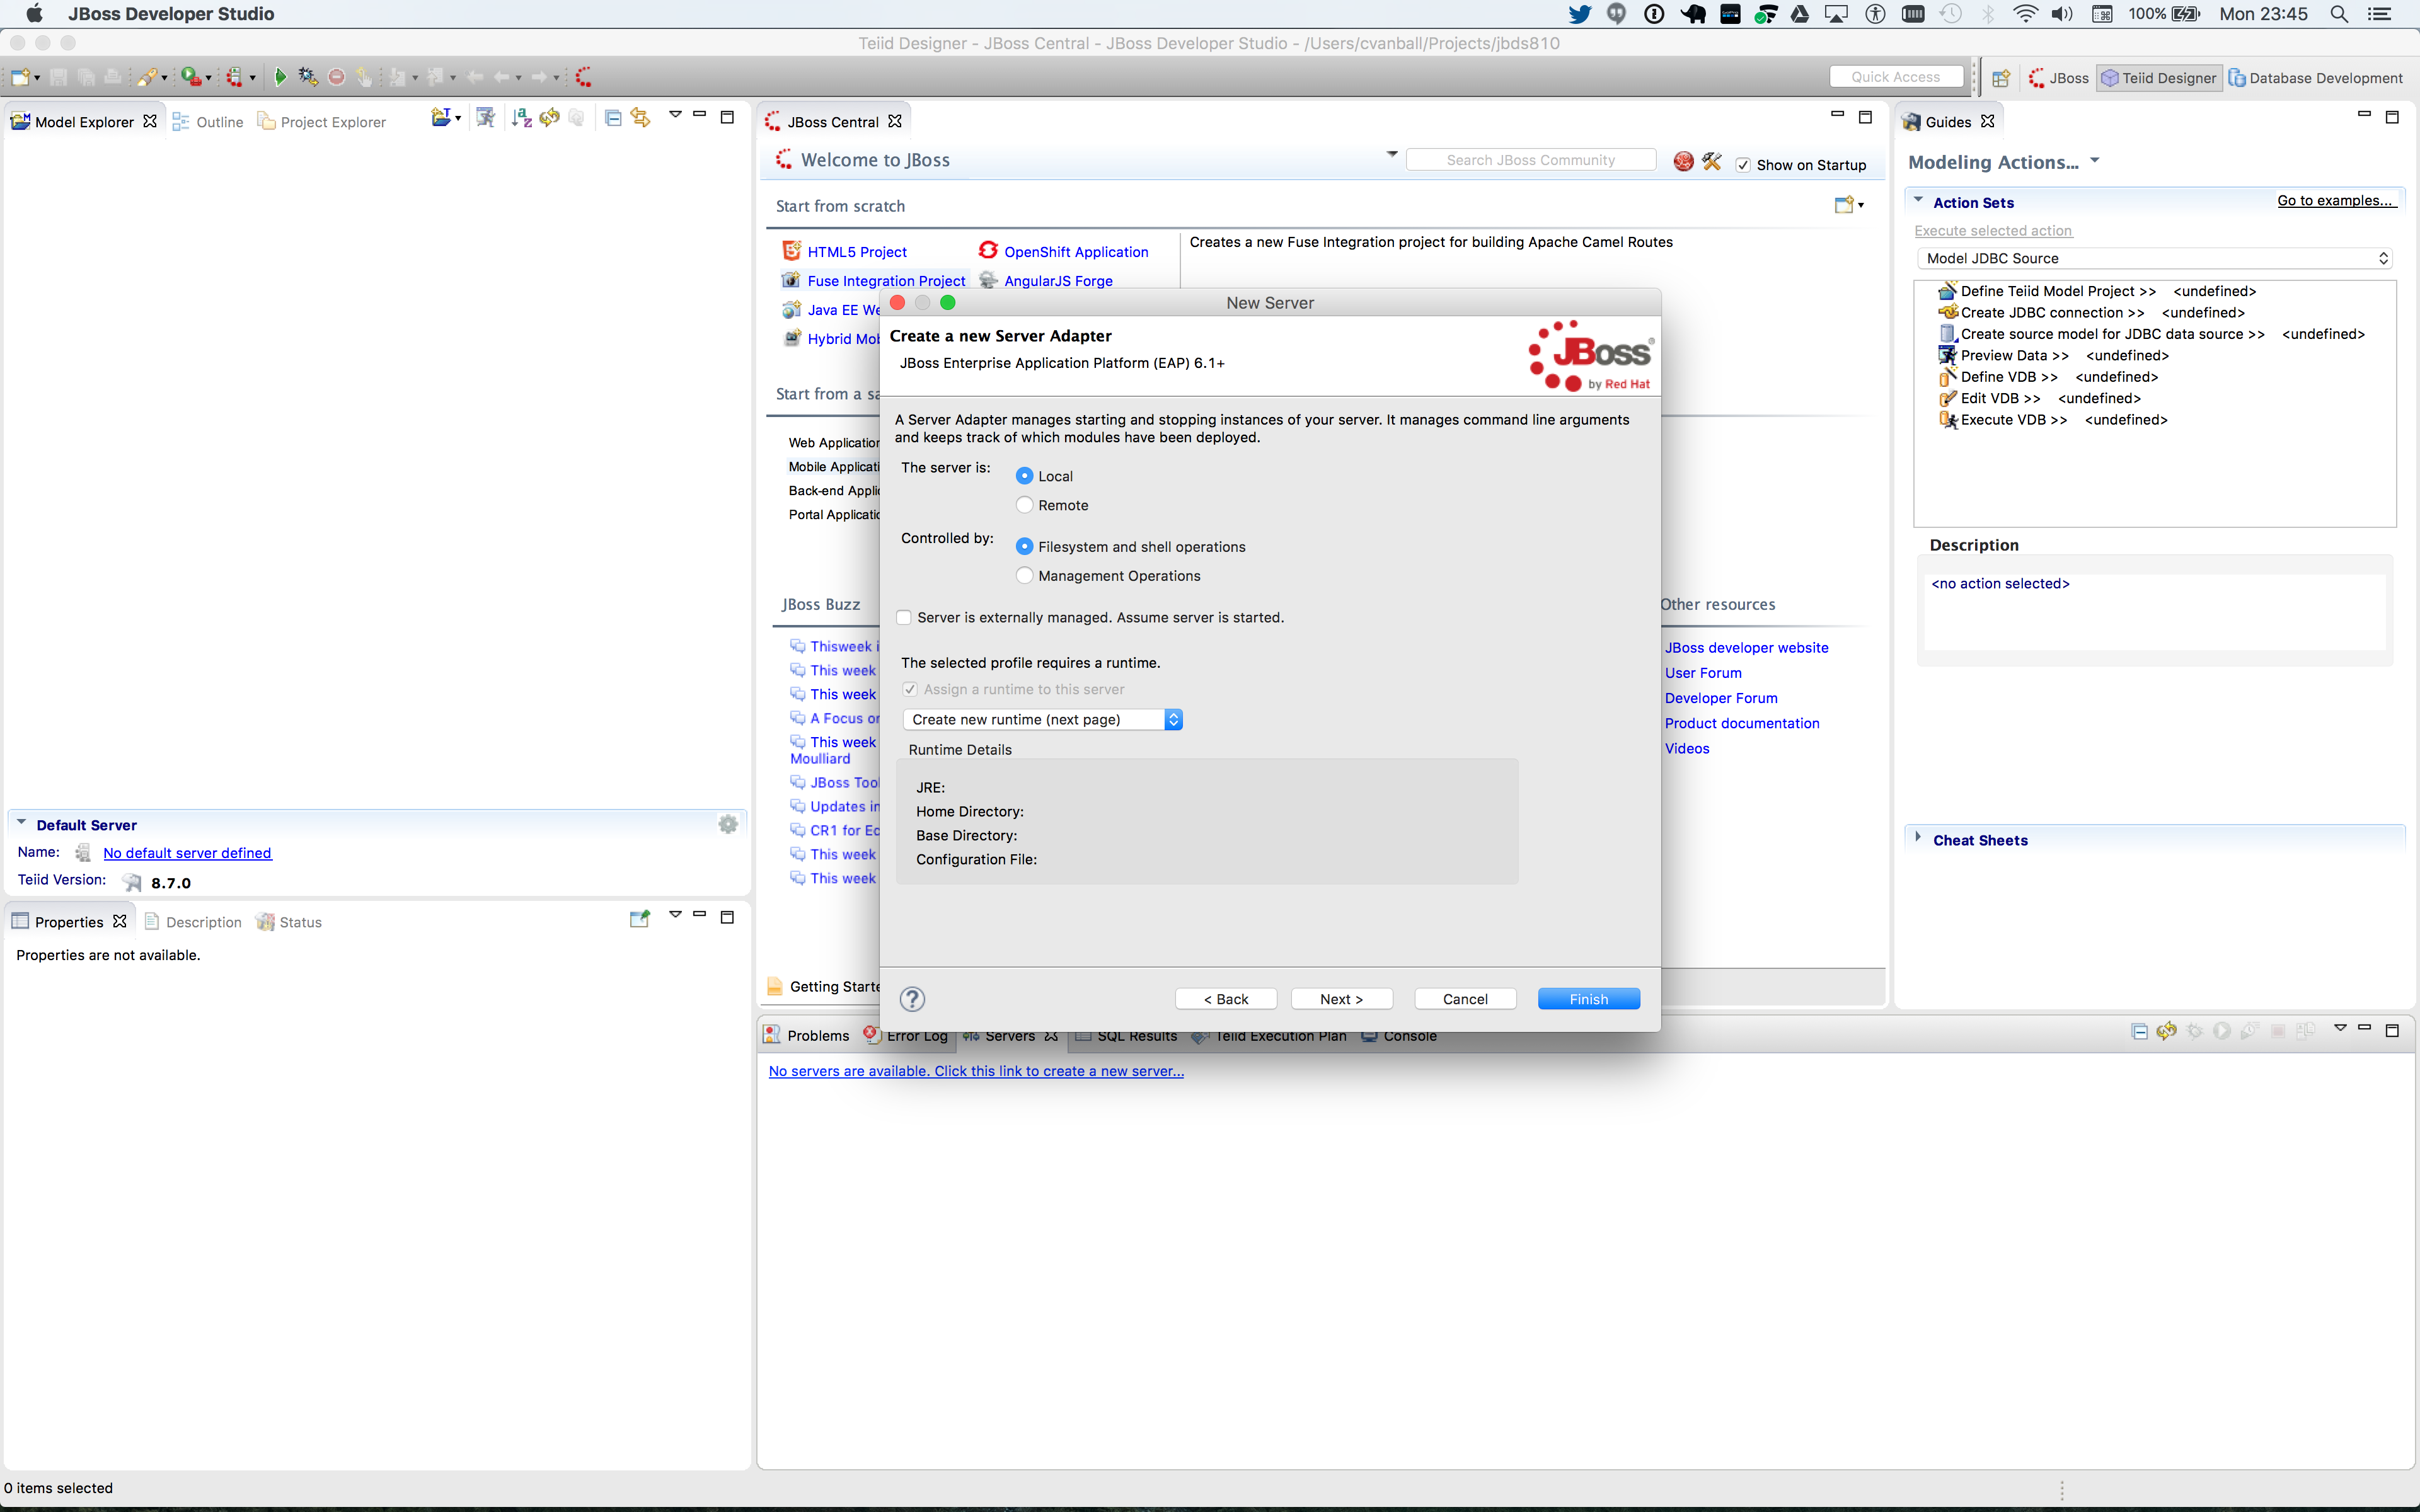 JBoss Developer Studio
100%
Mon 23:45
Teiid Designer - JBoss Central - JBoss Developer Studio - /Users/cvanball/Projects/jbds810
Quick Access
JBoss
Teiid Designer
Database Development
Model Explorer
Outline
Project Explorer
Default Server
Name:
No default server defined
Teiid Version:
8.7.0
Properties
Description
Status
Properties are not available.
JBoss Central
Welcome to JBoss
Search JBoss Community
Show on Startup
Start from scratch
HTML5 Project
OpenShift Application
Fuse Integration Project
AngularJS Forge
Java EE We
Hybrid Mob
Creates a new Fuse Integration project for building Apache Camel Routes
Start from a sa
Web Application
Mobile Applicati
Back-end Applic
Portal Applicatio
JBoss Buzz
Thisweek i
This week
This week
A Focus on
This week
Moulliard
JBoss Tool
Updates in
CR1 for Ec
This week
This week
Other resources
JBoss developer website
User Forum
Developer Forum
Product documentation
Videos
Getting Starte
New Server
Create a new Server Adapter
JBoss Enterprise Application Platform (EAP) 6.1+
JBoss®
by Red Hat
A Server Adapter manages starting and stopping instances of your server. It manages command line arguments
and keeps track of which modules have been deployed.
The server is:
Local
Remote
Controlled by:
Filesystem and shell operations
Management Operations
Server is externally managed. Assume server is started.
The selected profile requires a runtime.
Assign a runtime to this server
Create new runtime (next page)
Runtime Details
JRE:
Home Directory:
Base Directory:
Configuration File:
< Back
Next >
Cancel
Finish
Problems
Error Log
Servers
SQL Results
Teiid Execution Plan
Console
No servers are available. Click this link to create a new server...
Guides
Modeling Actions...
Action Sets
Go to examples...
Execute selected action
Model JDBC Source
Define Teiid Model Project >> <undefined>
Create JDBC connection >> <undefined>
Create source model for JDBC data source >> <undefined>
Preview Data >> <undefined>
Define VDB >> <undefined>
Edit VDB >> <undefined>
Execute VDB >> <undefined>
Description
<no action selected>
Cheat Sheets
0 items selected